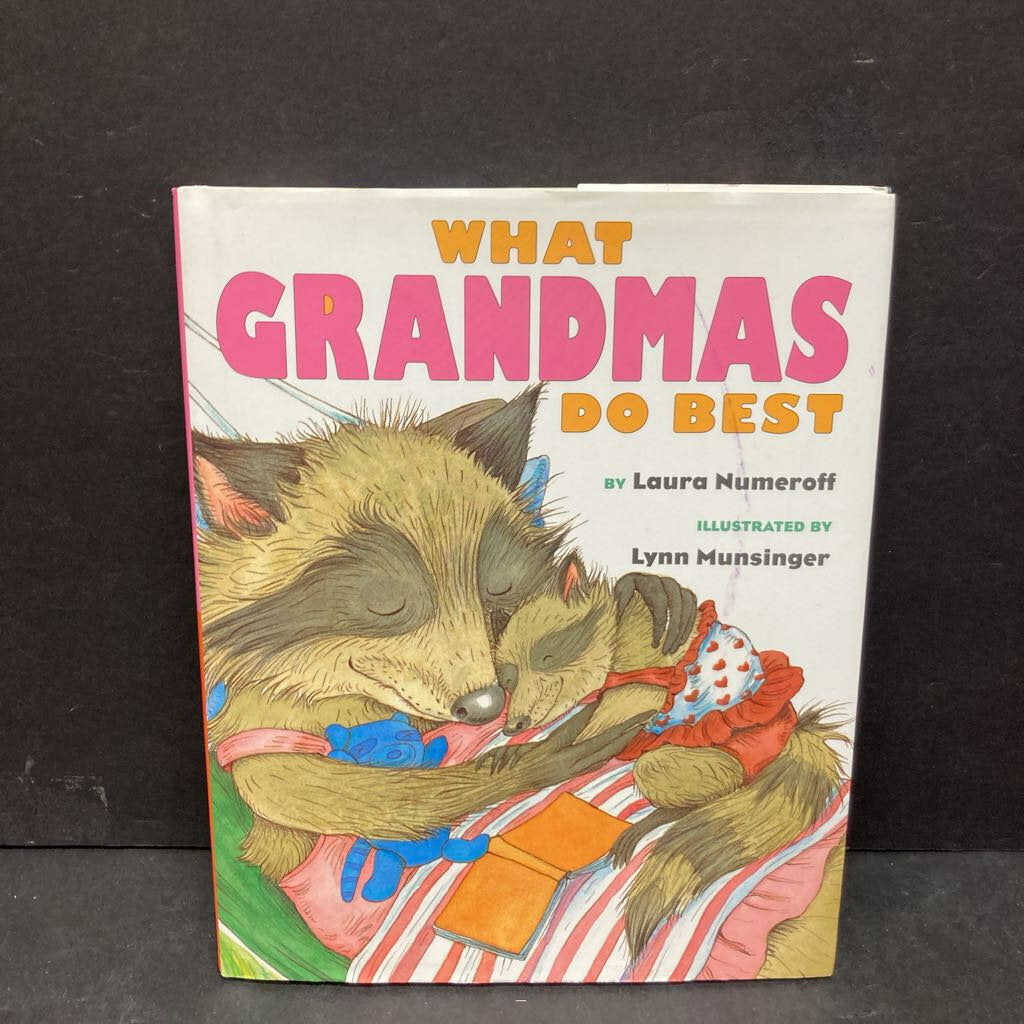 WHAT
GRANDMAS
DO BEST
BY Laura Numeroff
ILLUSTRATED BY
Lynn Munsinger